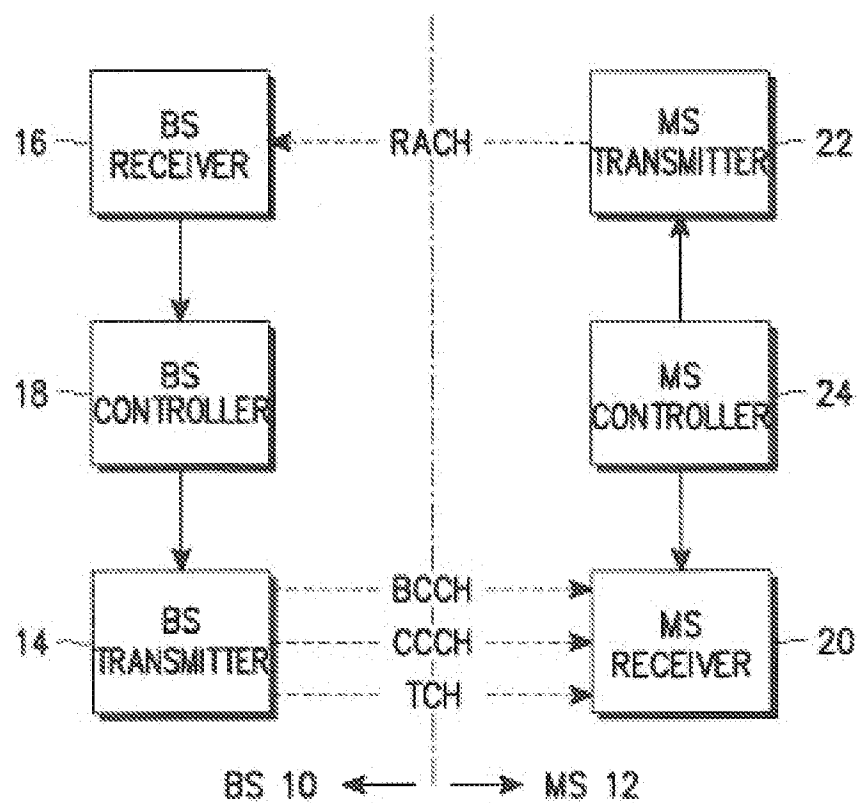 16
BS
RECEIVER
RACH
MS
TRANSMITTER
22
18
BS
CONTROLLER
MS
CONTROLLER
24
14
BS
TRANSMITTER
BCCH
CCCH
TCH
MS
RECEIVER
20
BS 10
MS 12